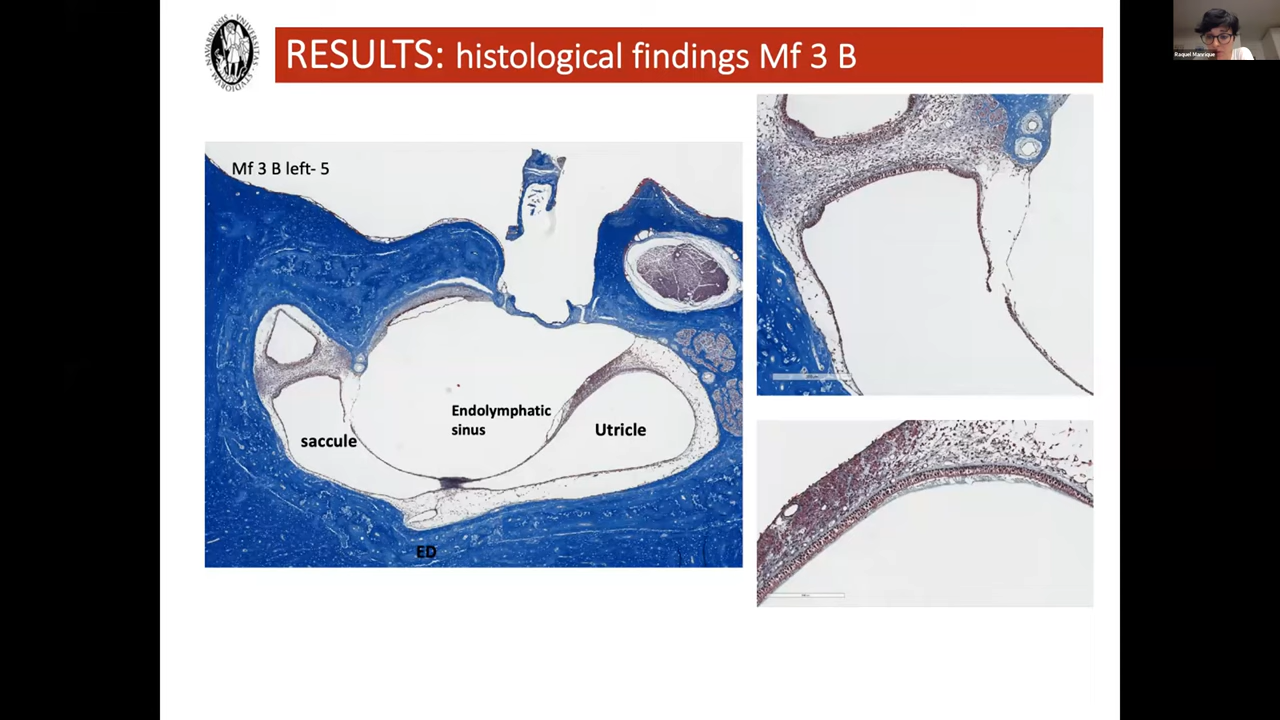 RESULTS: histological findings Mf 3 B
Raquel Manrique
Mf 3 B left- 5
Endolymphatic
sinus
saccule
Utricle
ED